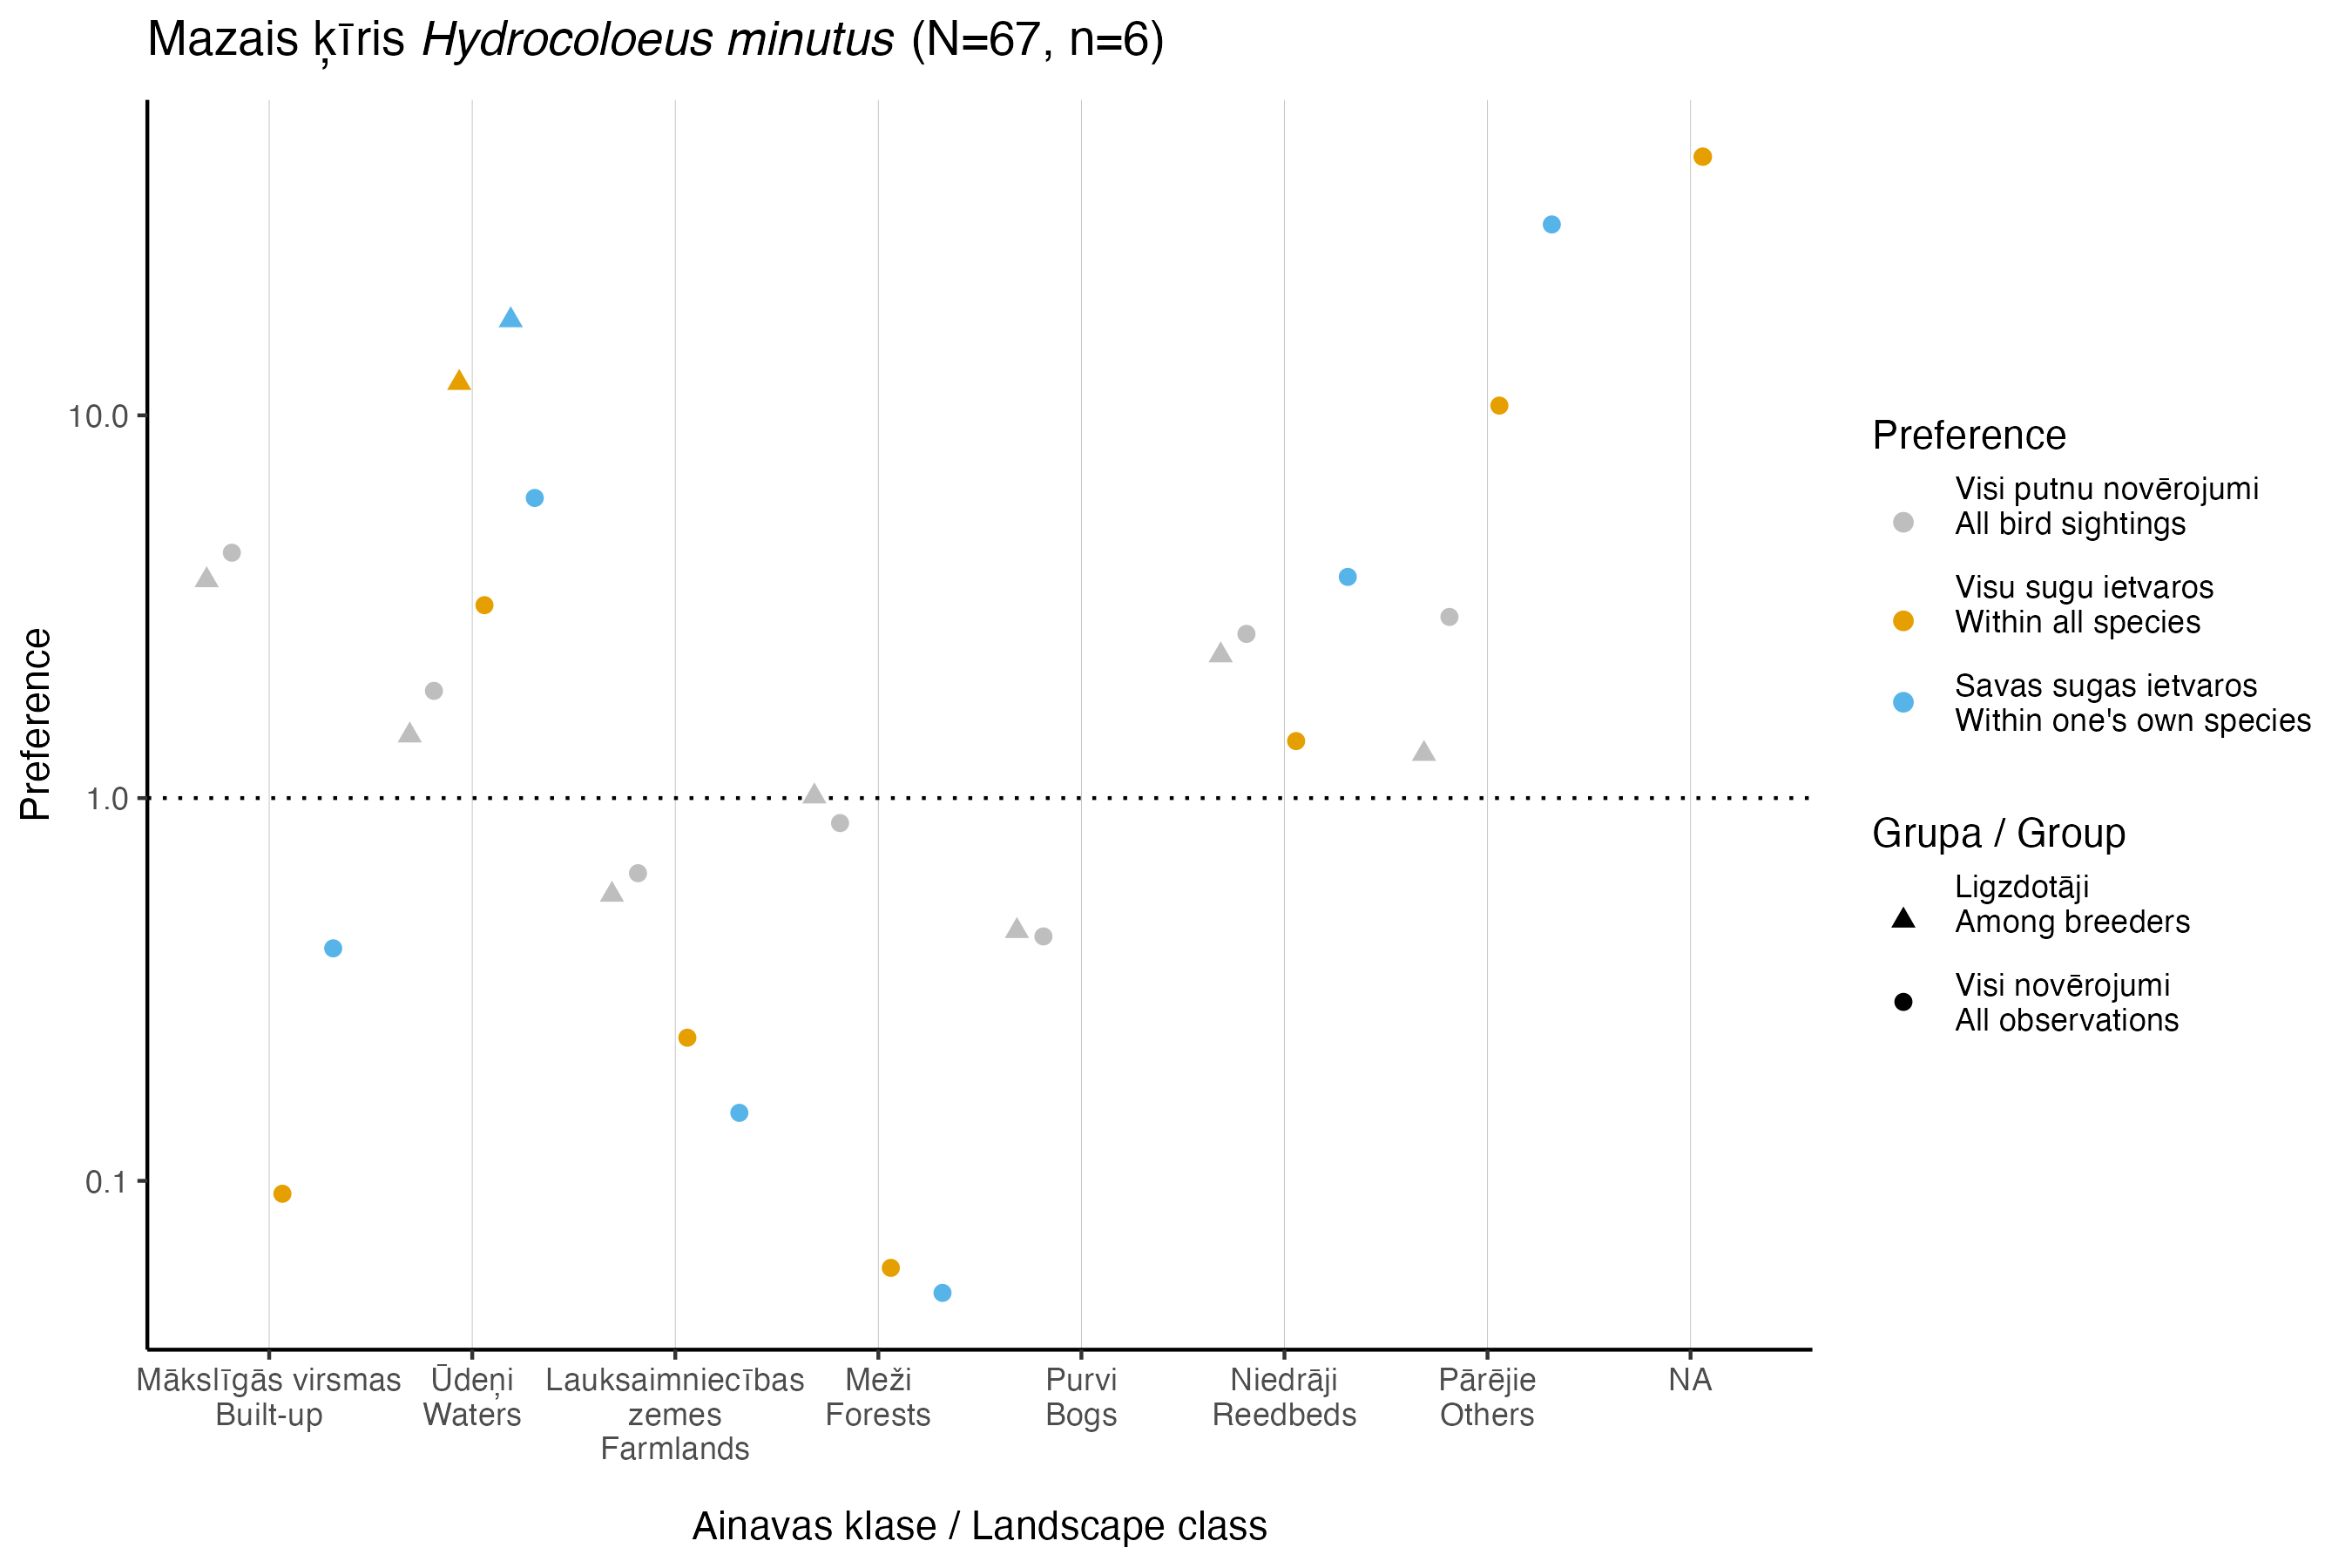 Mazais ķīris Hydrocoloeus minutus (N=67, n=6)
Preference
10.0
1.0
0.1
Mākslīgās virsmas
Built-up
Ūdeņi
Waters
Lauksaimniecības
zemes
Farmlands
Meži
Forests
Purvi
Bogs
Niedrāji
Reedbeds
Pārējie
Others
NA
Ainavas klase / Landscape class
Preference
Visi putnu novērojumi
All bird sightings
Visu sugu ietvaros
Within all species
Savas sugas ietvaros
Within one's own species
Grupa / Group
Ligzdotāji
Among breeders
Visi novērojumi
All observations